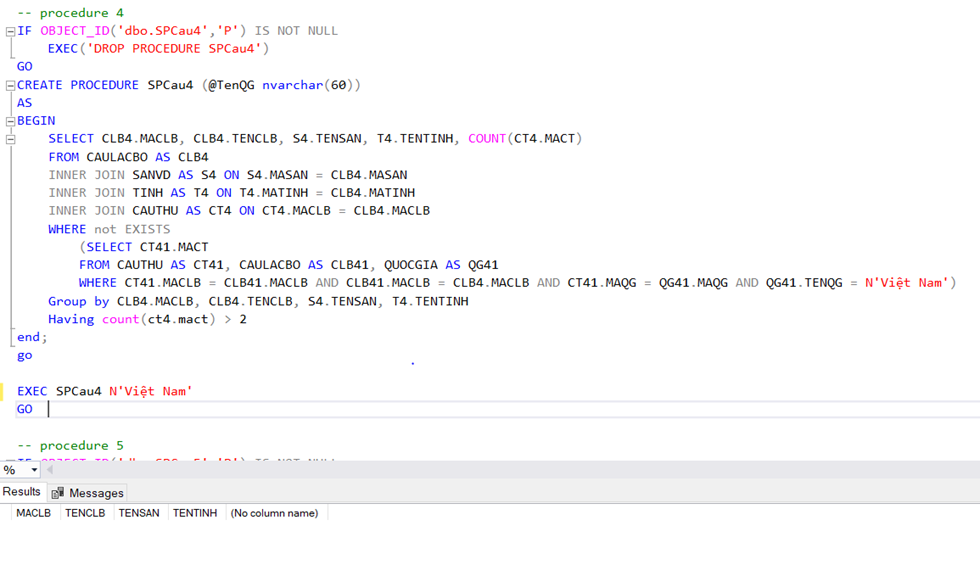 -- procedure 4
IF OBJECT_ID('dbo.SPCau4','P') IS NOT NULL
EXEC('DROP PROCEDURE SPCau4')
GO
CREATE PROCEDURE SPCau4 (@TenQG nvarchar(60))
AS
BEGIN
SELECT CLB4.MACLB, CLB4.TENCLB, S4.TENSAN, T4.TENTINH, COUNT(CT4.MACT)
FROM CAULACBO AS CLB4
INNER JOIN SANVD AS S4 ON S4.MASAN = CLB4.MASAN
INNER JOIN TINH AS T4 ON T4.MATINH = CLB4.MATINH
INNER JOIN CAUTHU AS CT4 ON CT4.MACLB = CLB4.MACLB
WHERE not EXISTS
(SELECT CT41.MACT
FROM CAUTHU AS CT41, CAULACBO AS CLB41, QUOCGIA AS QG41
WHERE CT41.MACLB = CLB41.MACLB AND CLB41.MACLB = CLB4.MACLB AND CT41.MAQG = QG41.MAQG AND QG41.TENQG = N'Việt Nam')
Group by CLB4.MACLB, CLB4.TENCLB, S4.TENSAN, T4.TENTINH
Having count(ct4.mact) > 2
end;
go
EXEC SPCau4 N'Việt Nam'
GO
-- procedure 5
%
Results Messages
MACLB TENCLB TENSAN TENTINH (No column name)